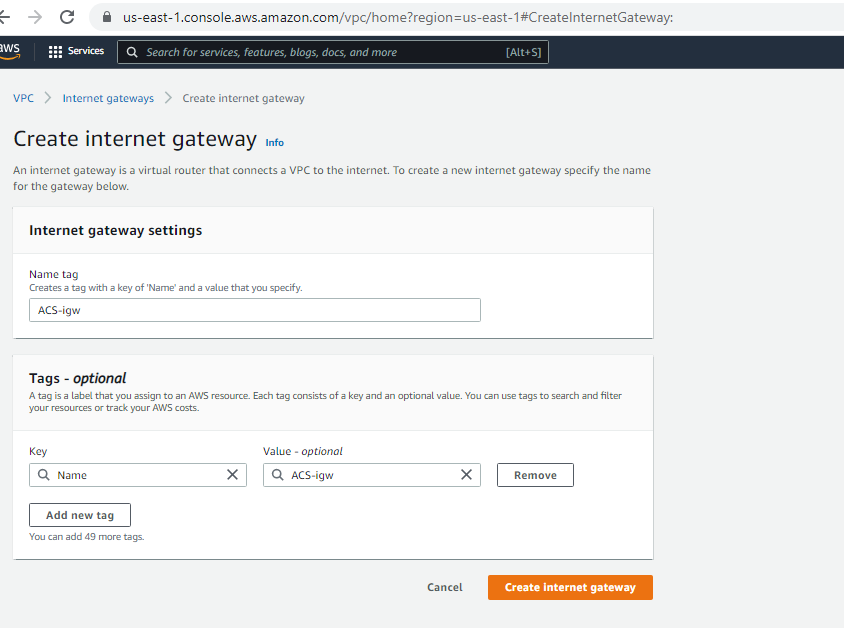 us-east-1.console.aws.amazon.com/vpc/home?region=us-east-1#CreateInternetGateway:
aws Services Search for services, features, blogs, docs, and more [Alt+S]
VPC Internet gateways Create internet gateway
Create internet gateway Info
An internet gateway is a virtual router that connects a VPC to the internet. To create a new internet gateway specify the name
for the gateway below.
Internet gateway settings
Name tag
Creates a tag with a key of 'Name' and a value that you specify.
ACS-igw
Tags - optional
A tag is a label that you assign to an AWS resource. Each tag consists of a key and an optional value. You can use tags to search and filter
your resources or track your AWS costs.
Key Value - optional
Name ACS-igw Remove
Add new tag
You can add 49 more tags.
Cancel Create internet gateway